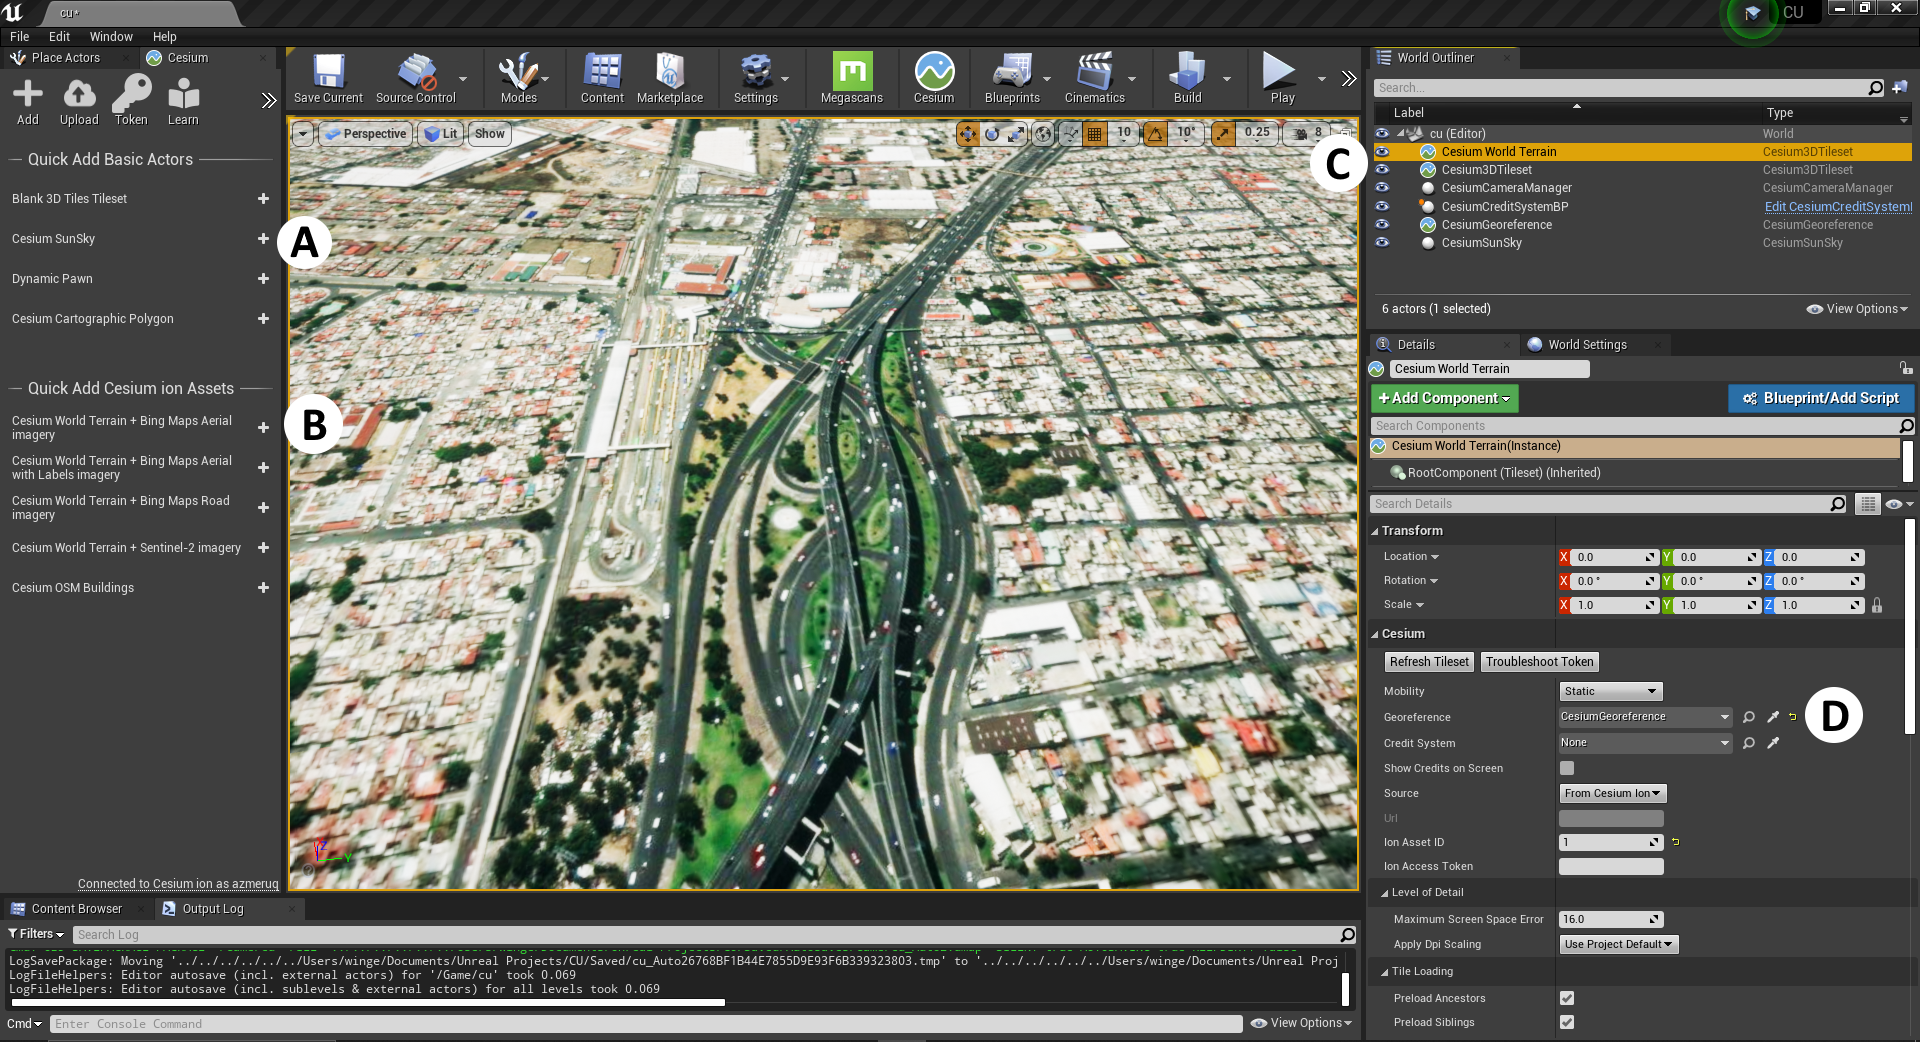 cu*
CU
File Edit Window Help
Place Actors
Cesium
Add Upload Token Learn
Quick Add Basic Actors
Blank 3D Tiles Tileset
Cesium SunSky
Dynamic Pawn
Cesium Cartographic Polygon
Quick Add Cesium ion Assets
Cesium World Terrain + Bing Maps Aerial
imagery
Cesium World Terrain + Bing Maps Aerial
with Labels imagery
Cesium World Terrain + Bing Maps Road
imagery
Cesium World Terrain + Sentinel-2 imagery
Cesium OSM Buildings
Connected to Cesium ion as azmeruq
Save Current Source Control Modes Content Marketplace Settings Megascans Cesium Blueprints Cinematics Build Play
Perspective Lit Show
10 10° 0.25 8
A
B
C
D
World Outliner
Search...
Label Type
cu (Editor) World
Cesium World Terrain Cesium3DTileset
Cesium3DTileset Cesium3DTileset
CesiumCameraManager CesiumCameraManager
CesiumCreditSystemBP Edit CesiumCreditSystem
CesiumGeoreference CesiumGeoreference
CesiumSunSky CesiumSunSky
6 actors (1 selected) View Options
Details
World Settings
Cesium World Terrain
+Add Component Blueprint/Add Script
Search Components
Cesium World Terrain(Instance)
RootComponent (Tileset) (Inherited)
Search Details
Transform
Location X 0.0 Y 0.0 Z 0.0
Rotation X 0.0 ° Y 0.0 ° Z 0.0 °
Scale X 1.0 Y 1.0 Z 1.0
Cesium
Refresh Tileset Troubleshoot Token
Mobility Static
Georeference CesiumGeoreference
Credit System None
Show Credits on Screen
Source From Cesium Ion
Url
Ion Asset ID 1
Ion Access Token
Level of Detail
Maximum Screen Space Error 16.0
Apply Dpi Scaling Use Project Default
Tile Loading
Preload Ancestors
Preload Siblings
Content Browser
Output Log
Filters Search Log
LogSavePackage: Moving '../../../../../../Users/winge/Documents/Unreal Projects/CU/Saved/cu_Auto26768BF1B44E7855D9E93F6B339323803.tmp' to '../../../../../../Users/winge/Documents/Unreal Proj
LogFileHelpers: Editor autosave (incl. external actors) for '/Game/cu' took 0.069
LogFileHelpers: Editor autosave (incl. sublevels & external actors) for all levels took 0.069
Cmd Enter Console Command View Options
Z
Y